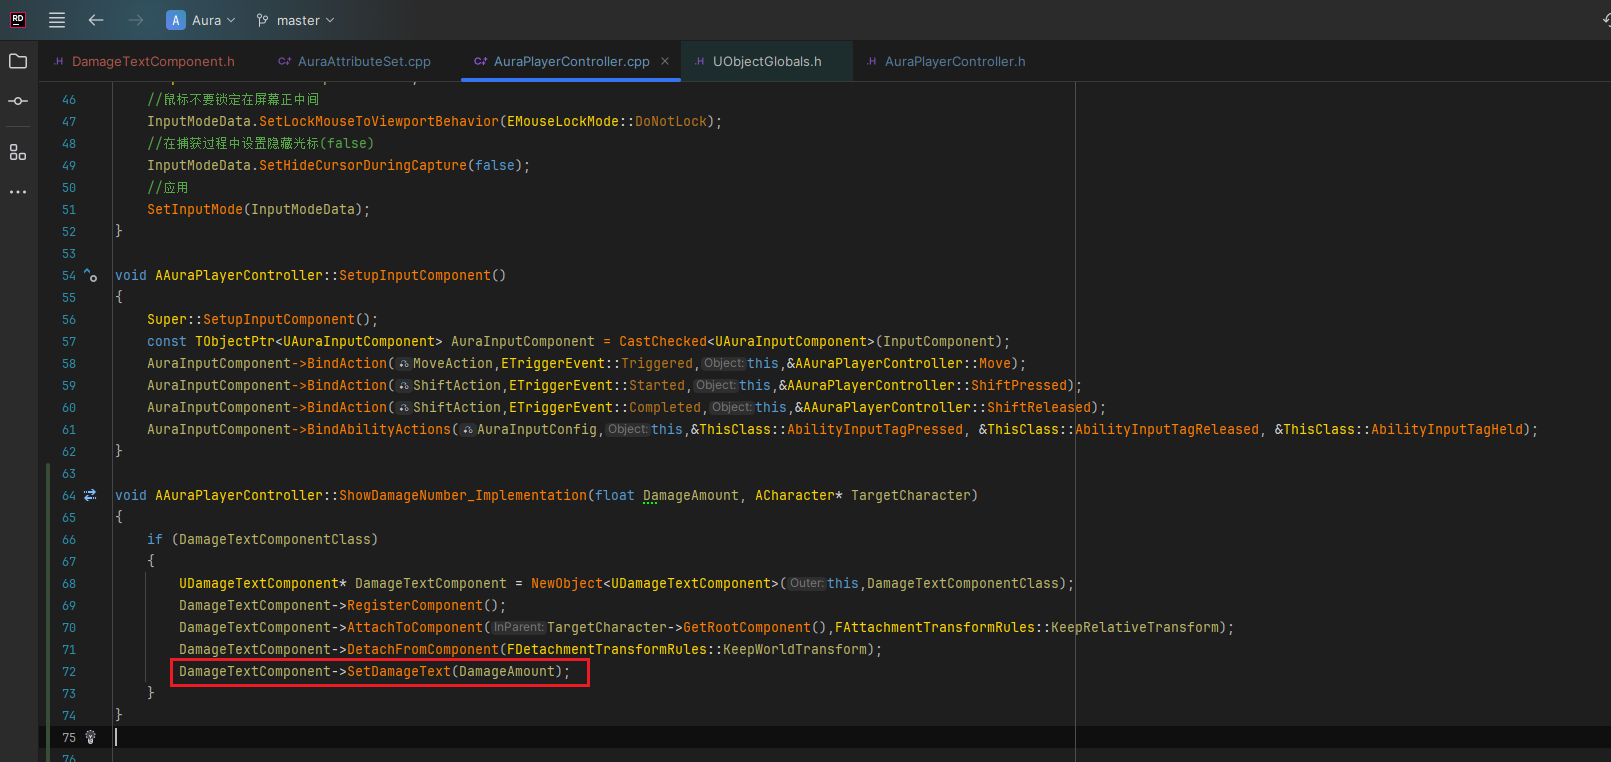 RD
A Aura master
.H DamageTextComponent.h C++ AuraAttributeSet.cpp C++ AuraPlayerController.cpp × .H UObjectGlobals.h .H AuraPlayerController.h
46 //鼠标不要锁定在屏幕正中间
47 InputModeData.SetLockMouseToViewportBehavior(EMouseLockMode::DoNotLock);
48 //在捕获过程中设置隐藏光标(false)
49 InputModeData.SetHideCursorDuringCapture(false);
50 //应用
51 SetInputMode(InputModeData);
52 }
53
54 void AAuraPlayerController::SetupInputComponent()
55 {
56 Super::SetupInputComponent();
57 const TObjectPtr<UAuraInputComponent> AuraInputComponent = CastChecked<UAuraInputComponent>(InputComponent);
58 AuraInputComponent->BindAction(MoveAction,ETriggerEvent::Triggered,Object:this,&AAuraPlayerController::Move);
59 AuraInputComponent->BindAction(ShiftAction,ETriggerEvent::Started,Object:this,&AAuraPlayerController::ShiftPressed);
60 AuraInputComponent->BindAction(ShiftAction,ETriggerEvent::Completed,Object:this,&AAuraPlayerController::ShiftReleased);
61 AuraInputComponent->BindAbilityActions(AuraInputConfig,Object:this,&ThisClass::AbilityInputTagPressed, &ThisClass::AbilityInputTagReleased, &ThisClass::AbilityInputTagHeld);
62 }
63
64 void AAuraPlayerController::ShowDamageNumber_Implementation(float DamageAmount, ACharacter* TargetCharacter)
65 {
66 if (DamageTextComponentClass)
67 {
68 UDamageTextComponent* DamageTextComponent = NewObject<UDamageTextComponent>(Outer:this,DamageTextComponentClass);
69 DamageTextComponent->RegisterComponent();
70 DamageTextComponent->AttachToComponent(InParent:TargetCharacter->GetRootComponent(),FAttachmentTransformRules::KeepRelativeTransform);
71 DamageTextComponent->DetachFromComponent(FDetachmentTransformRules::KeepWorldTransform);
72 DamageTextComponent->SetDamageText(DamageAmount);
73 }
74 }
75
76